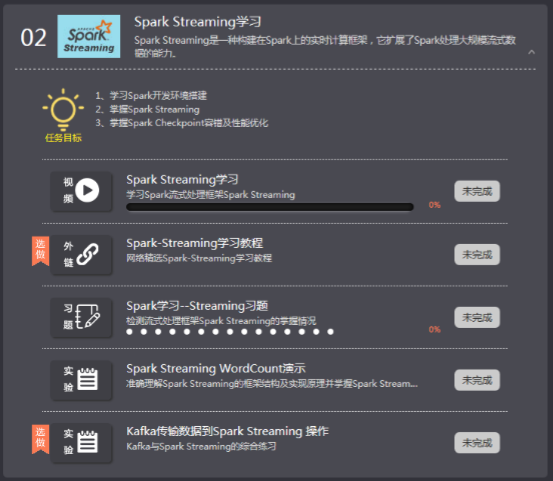 02
Spark
Streaming
Spark Streaming学习
Spark Streaming是一种构建在Spark上的实时计算框架，它扩展了Spark处理大规模流式数
据的能力。
任务目标
1、学习Spark开发环境搭建
2、掌握Spark Streaming
3、掌握Spark Checkpoint容错及性能优化
视频
Spark Streaming学习
学习Spark流式处理框架Spark Streaming
0%
未完成
选做
外链
Spark-Streaming学习教程
网络精选Spark-Streaming学习教程
未完成
习题
Spark学习--Streaming习题
检测流式处理框架Spark Streaming的掌握情况
0%
未完成
实验
Spark Streaming WordCount演示
准确理解Spark Streaming的框架结构及实现原理并掌握Spark Stream...
未完成
选做
实验
Kafka传输数据到Spark Streaming 操作
Kafka与Spark Streaming的综合练习
未完成